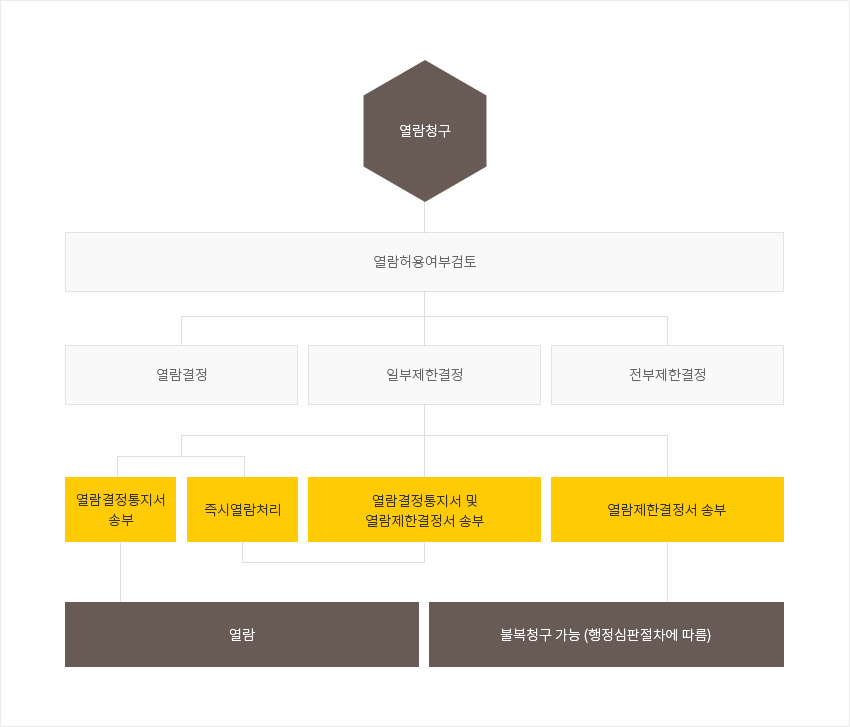 열람청구
열람허용여부검토
열람결정
일부제한결정
전부제한결정
열람결정통지서
송부
즉시열람처리
열람결정통지서 및
열람제한결정서 송부
열람제한결정서 송부
열람
불복청구 가능 (행정심판절차에 따름)